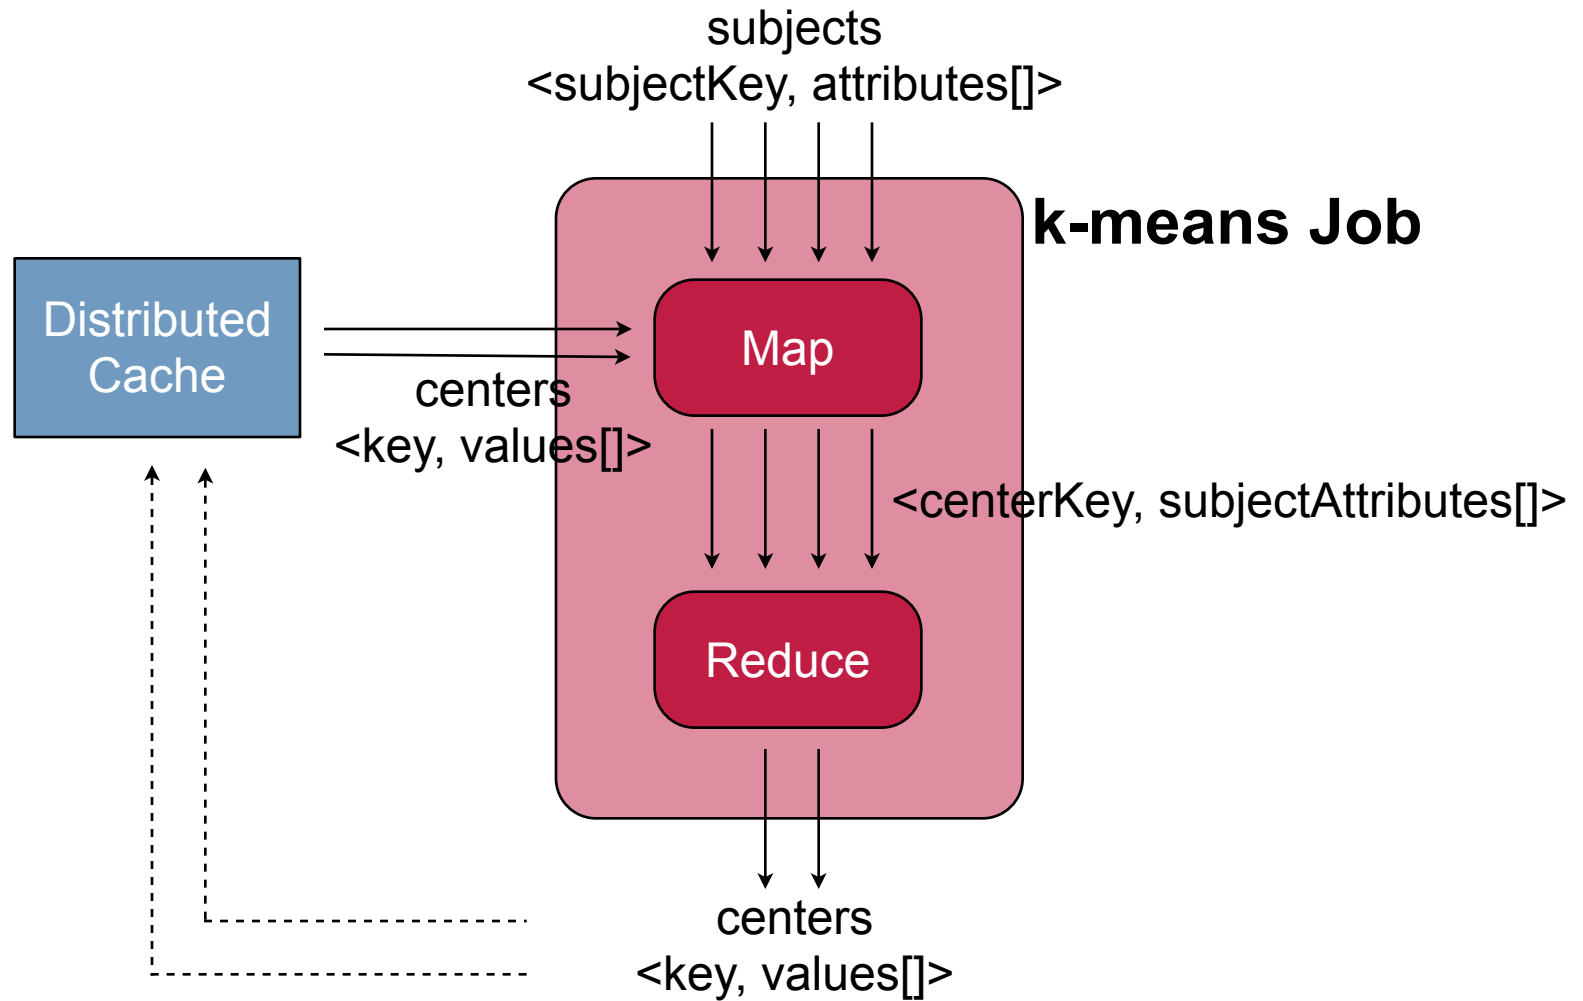 subjects
<subjectKey, attributes[]>
k-means Job
Distributed
Cache
Map
centers
<key, values[]>
<centerKey, subjectAttributes[]>
Reduce
centers
<key, values[]>